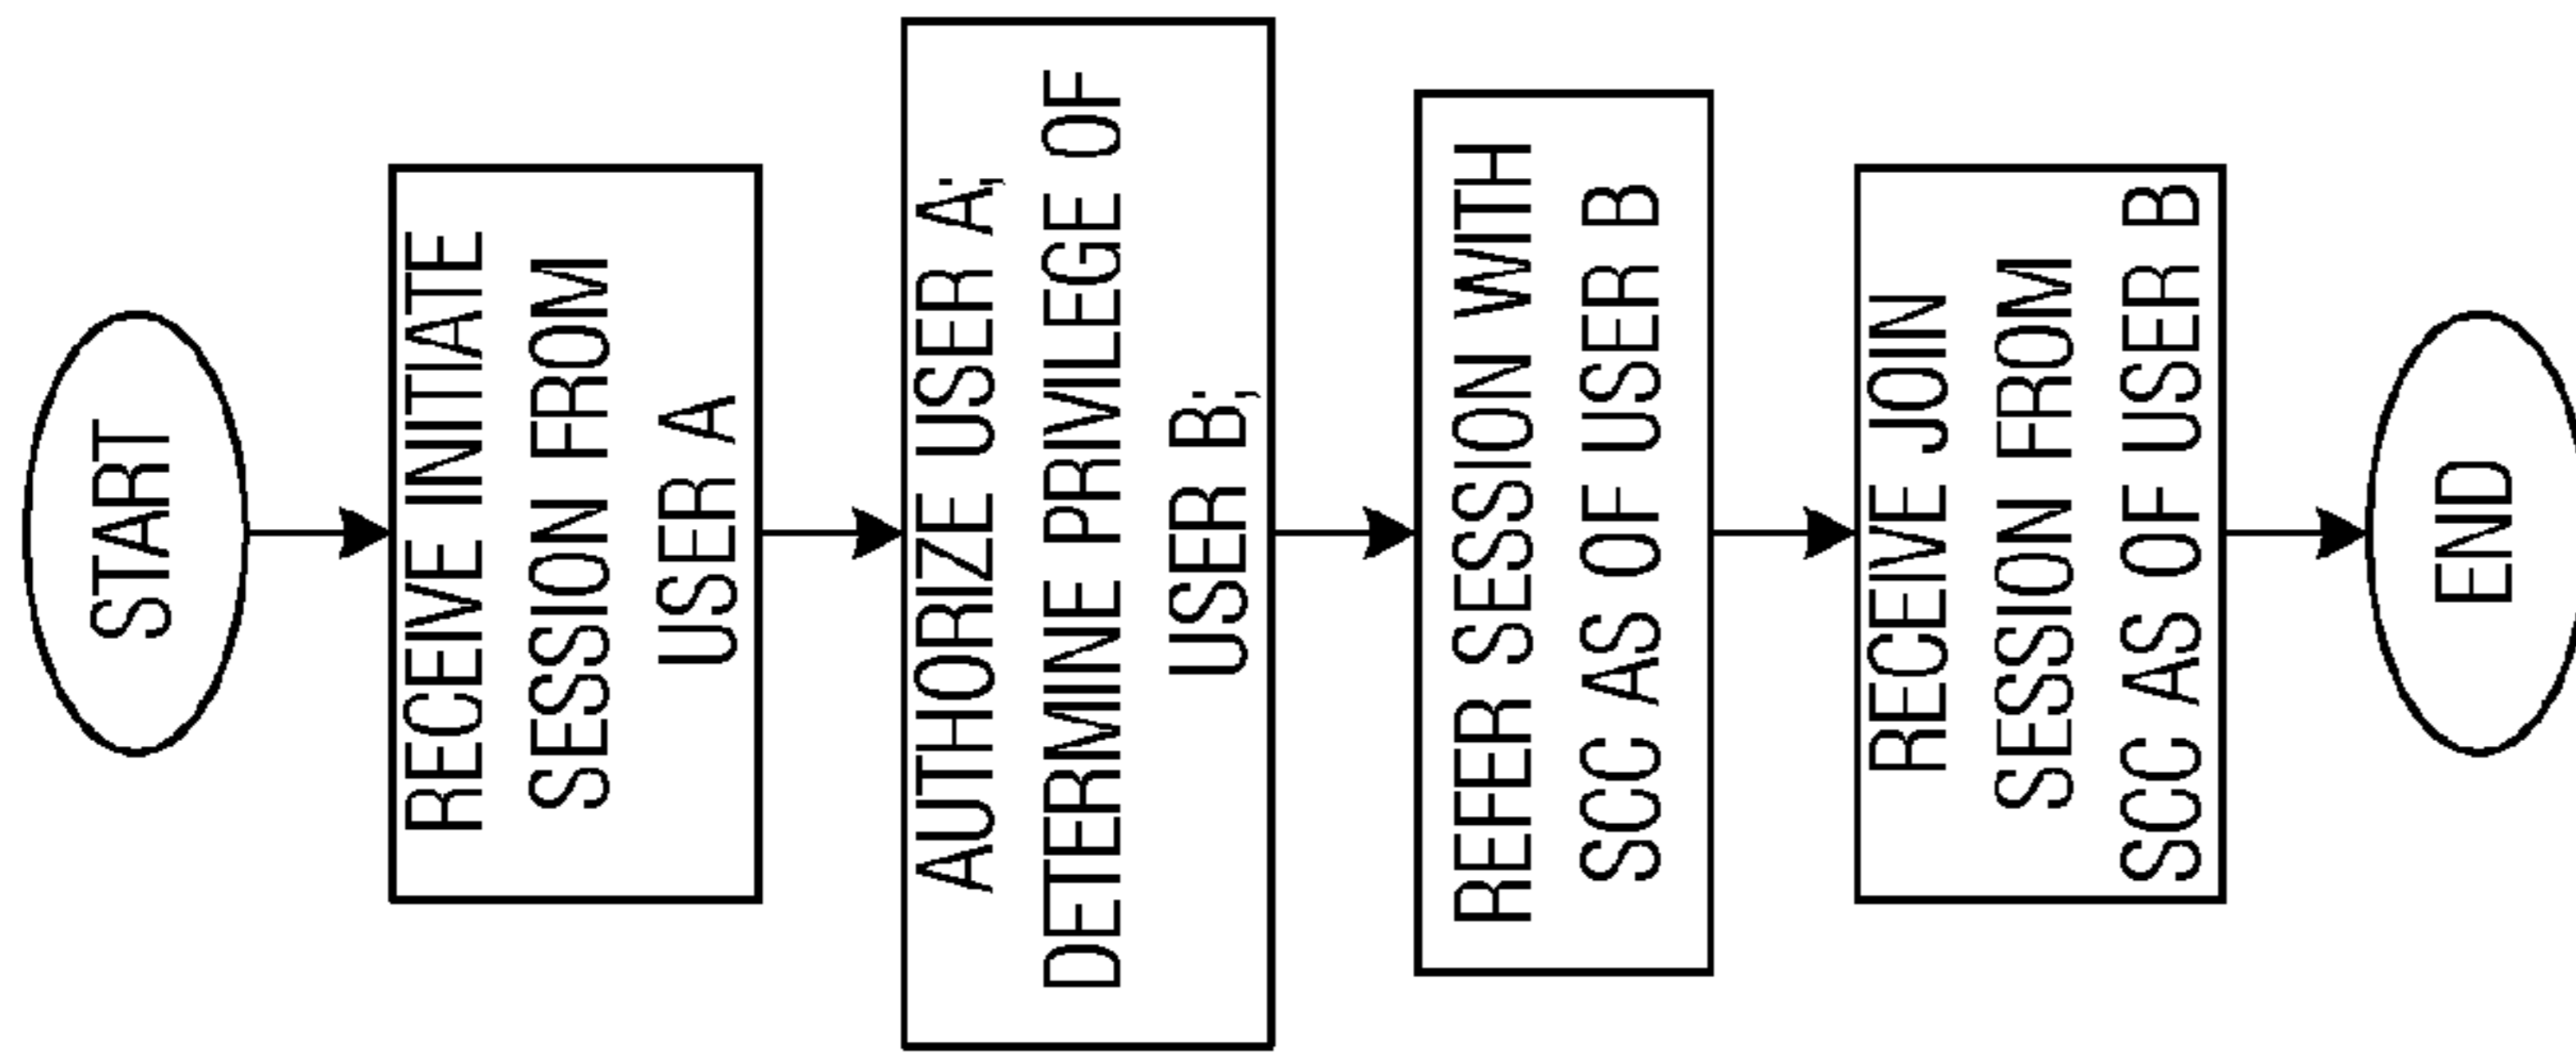 START
RECEIVE INITIATE
SESSION FROM
USER A
AUTHORIZE USER A;
DETERMINE PRIVILEGE OF
USER B;
REFER SESSION WITH
SCC AS OF USER B
RECEIVE JOIN
SESSION FROM
SCC AS OF USER B
END